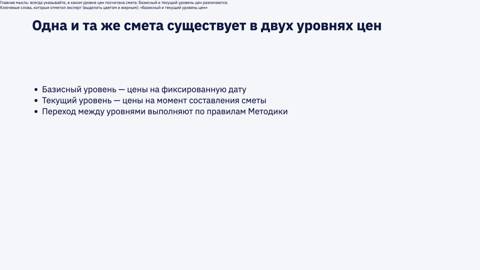 Главная мысль: всегда указывайте, в каком уровне цен посчитана смета: базисный и текущий уровень цен различаются.
Ключевые слова, которые отметил эксперт (выделить цветом и жирным): «базисный и текущий уровень цен»
Одна и та же смета существует в двух уровнях цен
• Базисный уровень — цены на фиксированную дату
• Текущий уровень — цены на момент составления сметы
• Переход между уровнями выполняют по правилам Методики